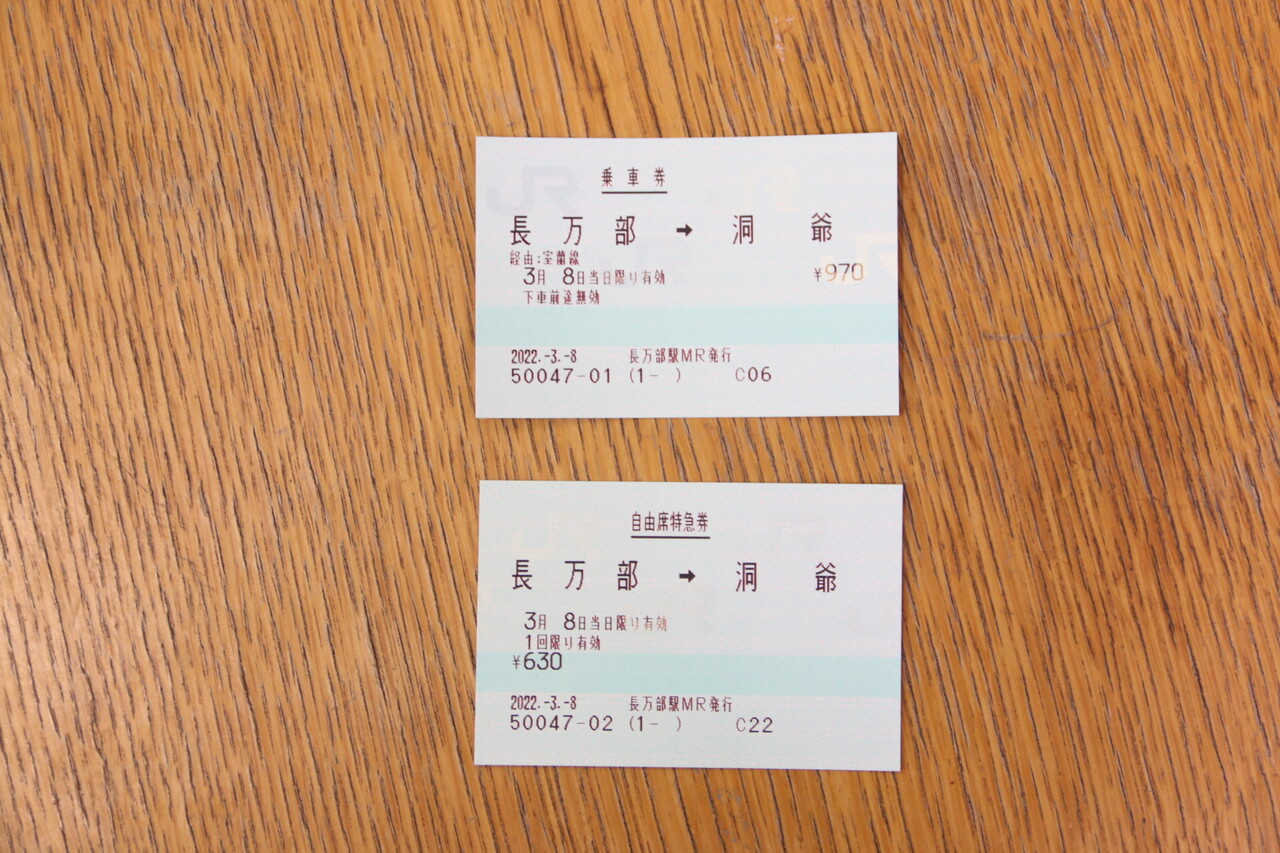 乗車券
長万部 → 洞爺
経由:室蘭線
3月 8日当日限り有効 ¥970
下車前途無効
2022.-3.-8 長万部駅MR発行
50047-01 (1- ) C06
自由席特急券
長万部 → 洞爺
3月 8日当日限り有効
1回限り有効
¥630
2022.-3.-8 長万部駅MR発行
50047-02 (1- ) C22